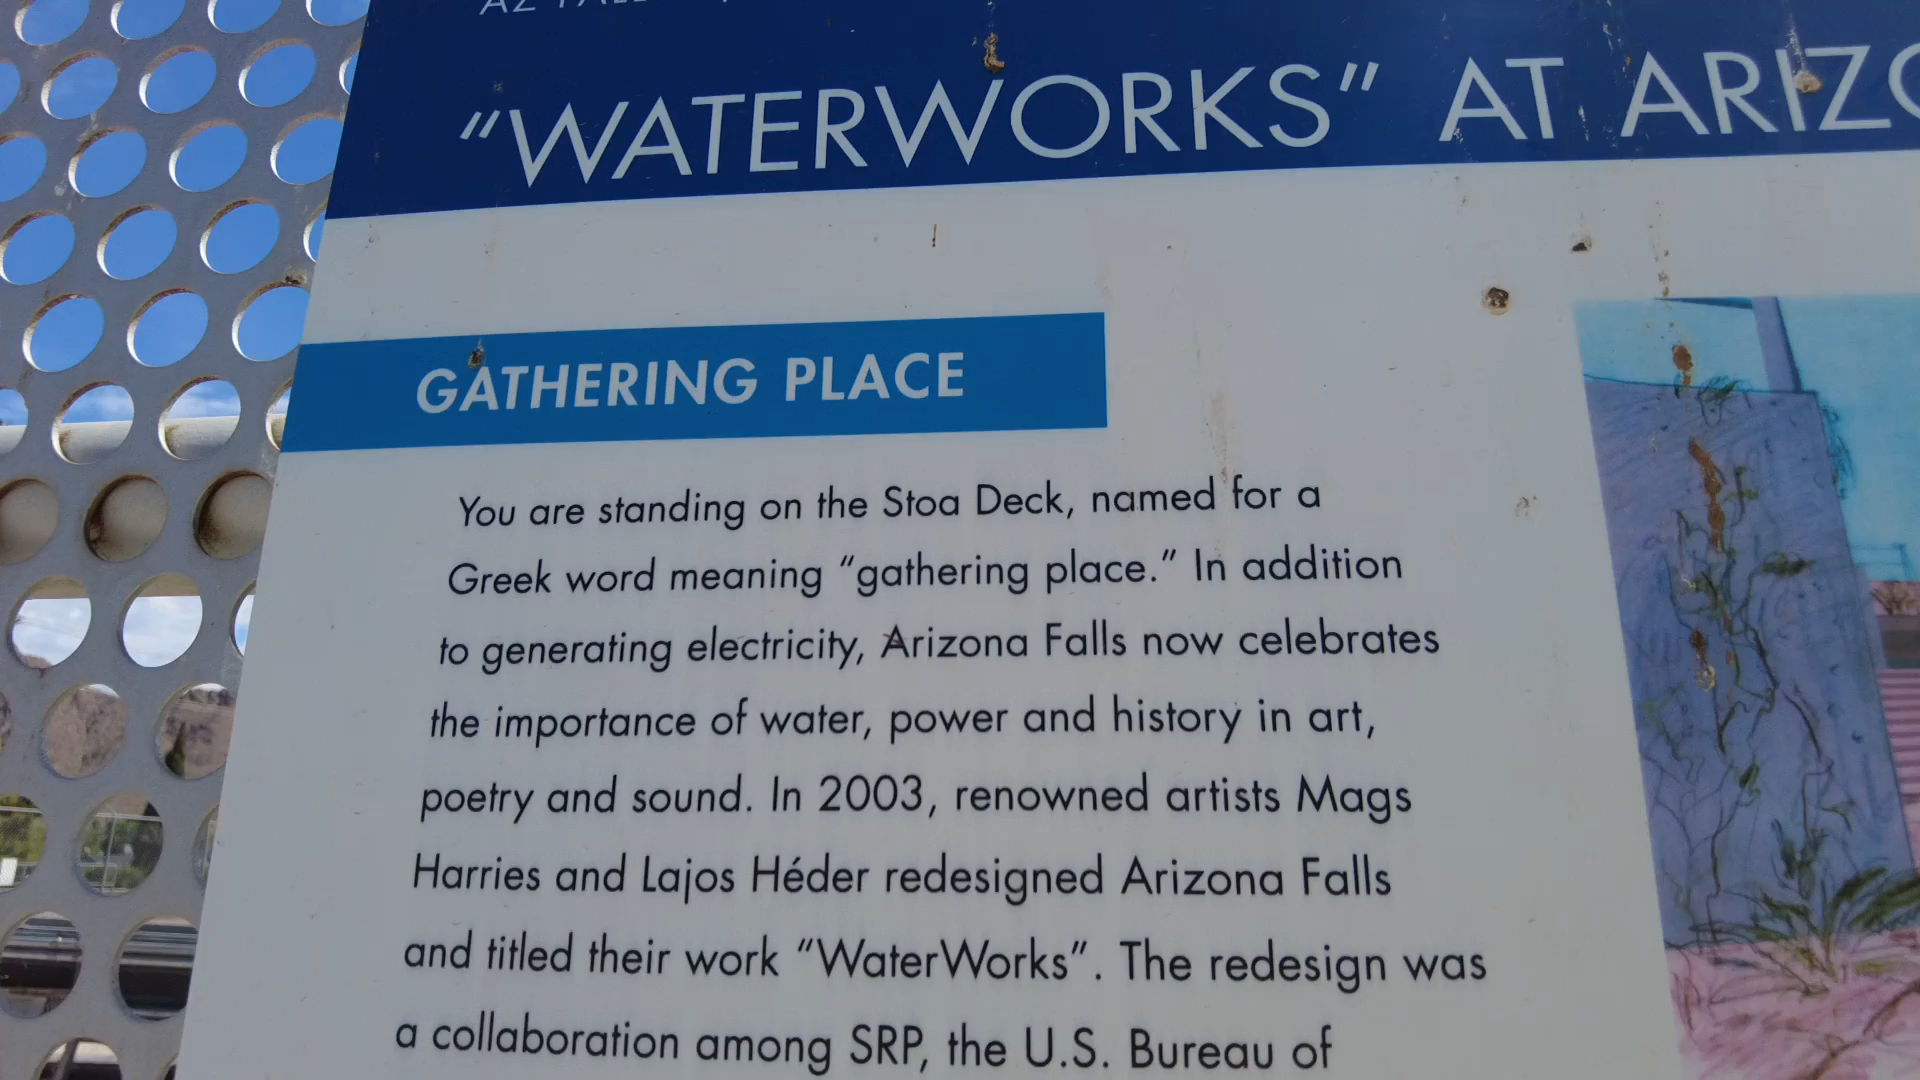 "WATERWORKS" AT
GATHERING PLACE
You are standing on the Stoa Deck, named for a
Greek word meaning "gathering place." In addition
to generating electricity, Arizona Falls now celebrates
the importance of water, power and history in art,
poetry and sound. In 2003, renowned artists Mags
Harries and Lajos Héder redesigned Arizona Falls
and titled their work "WaterWorks". The redesign was
a collaboration among SRP, the U.S. Bureau of